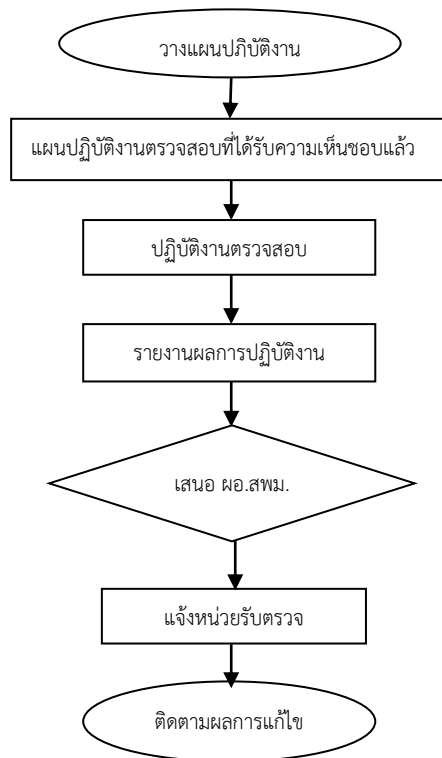 วางแผนปภิบัติงาน
แผนปฏิบัติงานตรวจสอบที่ได้รับความเห็นชอบแล้ว
ปฏิบัติงานตรวจสอบ
รายงานผลการปฏิบัติงาน
เสนอ ผอ.สพม.
แจ้งหน่วยรับตรวจ
ติดตามผลการแก้ไข